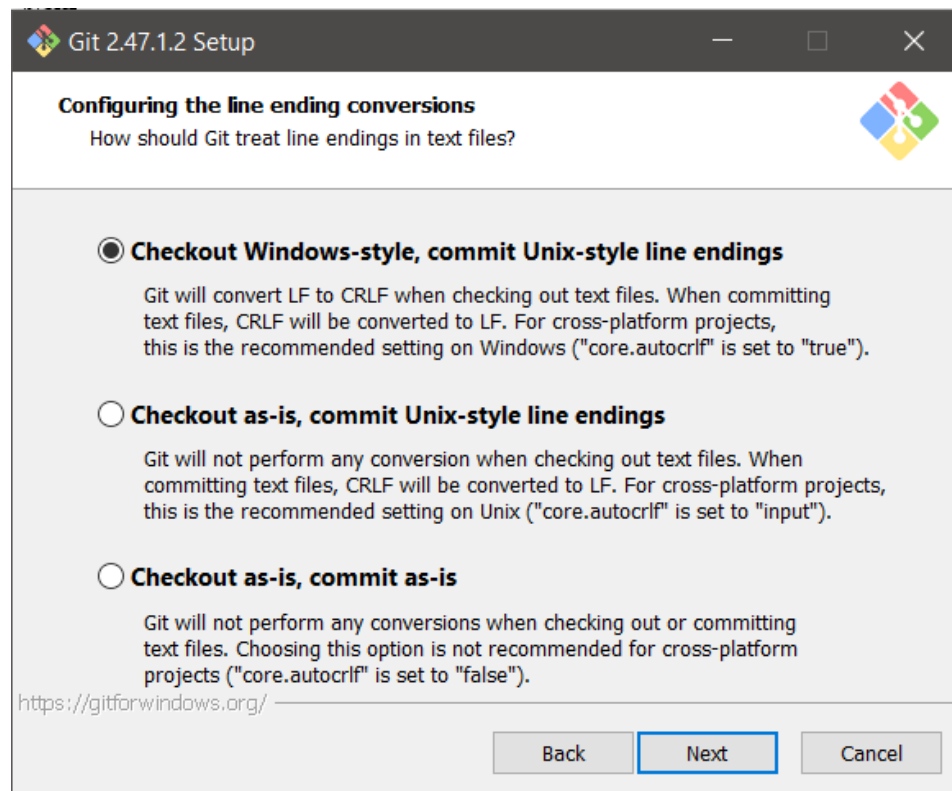 Git 2.47.1.2 Setup
Configuring the line ending conversions
How should Git treat line endings in text files?
Checkout Windows-style, commit Unix-style line endings
Git will convert LF to CRLF when checking out text files. When committing
text files, CRLF will be converted to LF. For cross-platform projects,
this is the recommended setting on Windows ("core.autocrlf" is set to "true").
Checkout as-is, commit Unix-style line endings
Git will not perform any conversion when checking out text files. When
committing text files, CRLF will be converted to LF. For cross-platform projects,
this is the recommended setting on Unix ("core.autocrlf" is set to "input").
Checkout as-is, commit as-is
Git will not perform any conversions when checking out or committing
text files. Choosing this option is not recommended for cross-platform
projects ("core.autocrlf" is set to "false").
https://gitforwindows.org/
Back Next Cancel